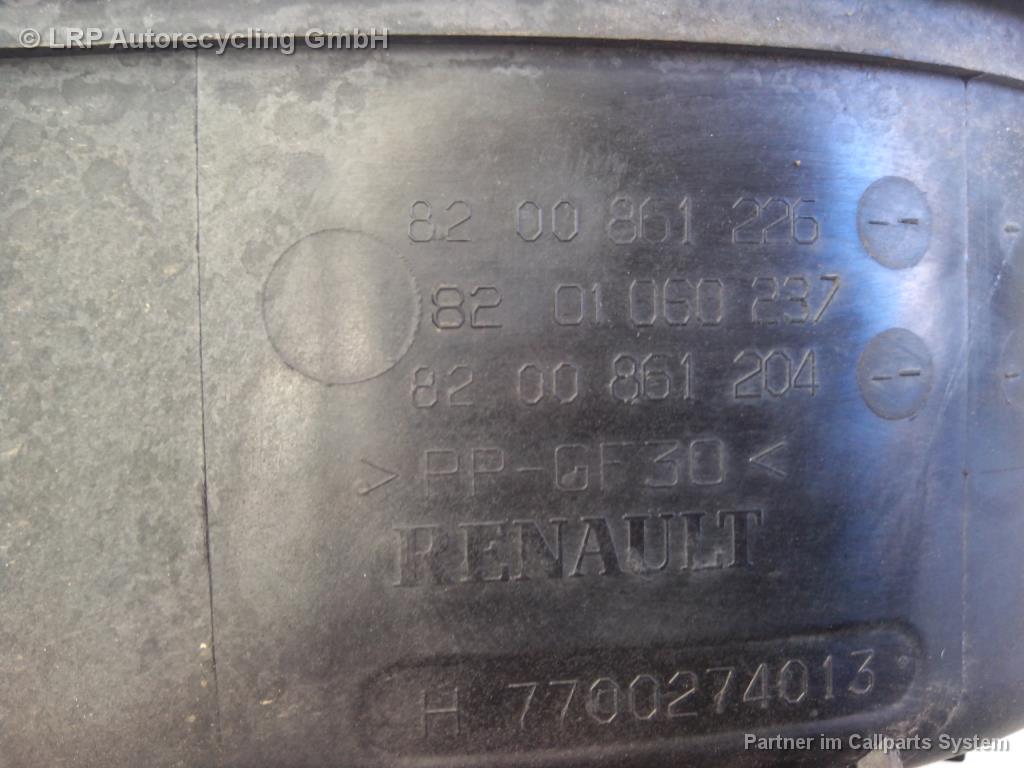 © LRP Autorecycling GmbH
82 00 861 226
82 01 060 237
82 00 861 204
>PP-GF30<
RENAULT
H 7700274013
Partner im Callparts System